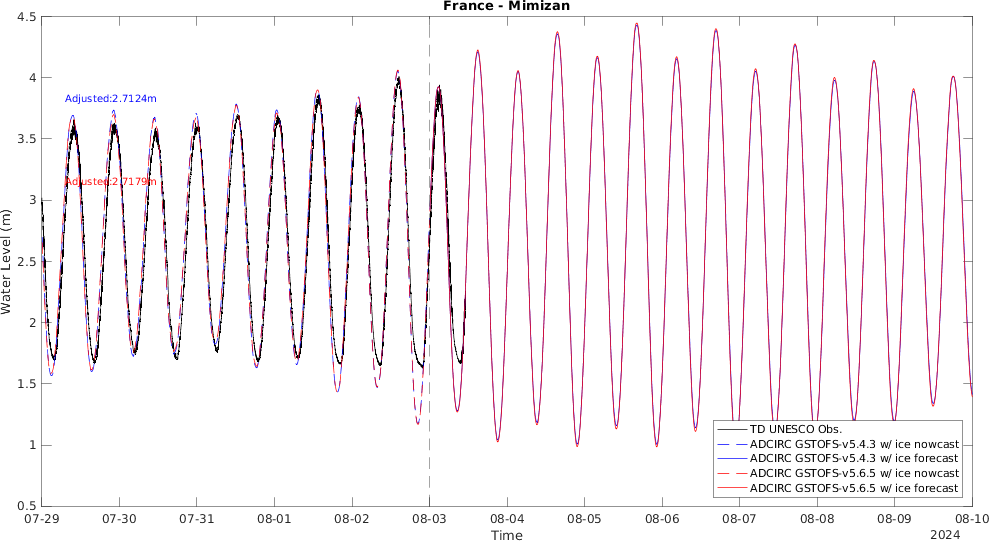 France - Mimizan
4.5
4
3.5
3
2.5
2
1.5
1
0.5
Water Level (m)
Adjusted:2.7124m
Adjusted:2.7179m
TD UNESCO Obs.
ADCIRC GSTOFS-v5.4.3 w/ ice nowcast
ADCIRC GSTOFS-v5.4.3 w/ ice forecast
ADCIRC GSTOFS-v5.6.5 w/ ice nowcast
ADCIRC GSTOFS-v5.6.5 w/ ice forecast
07-29 07-30 07-31 08-01 08-02 08-03 08-04 08-05 08-06 08-07 08-08 08-09 08-10
Time
2024